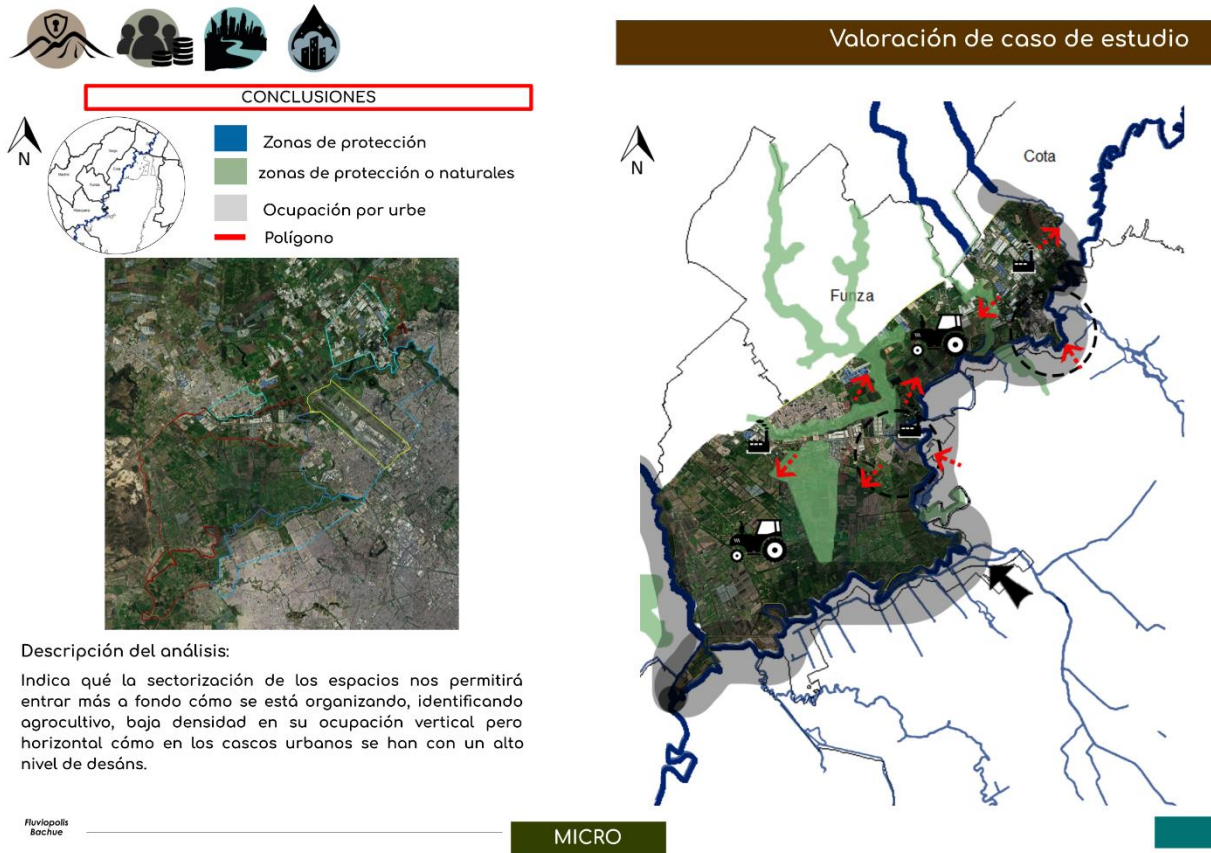 Valoración de caso de estudio
CONCLUSIONES
N
Zonas de protección
zonas de protección o naturales
Ocupación por urbe
Polígono
N
Cota
Funza
Descripción del análisis:
Indica qué la sectorización de los espacios nos permitirá
entrar más a fondo cómo se está organizando, identificando
agrocultivo, baja densidad en su ocupación vertical pero
horizontal cómo en los cascos urbanos se han con un alto
nivel de desáns.
Fluviopolis
Bachue
MICRO